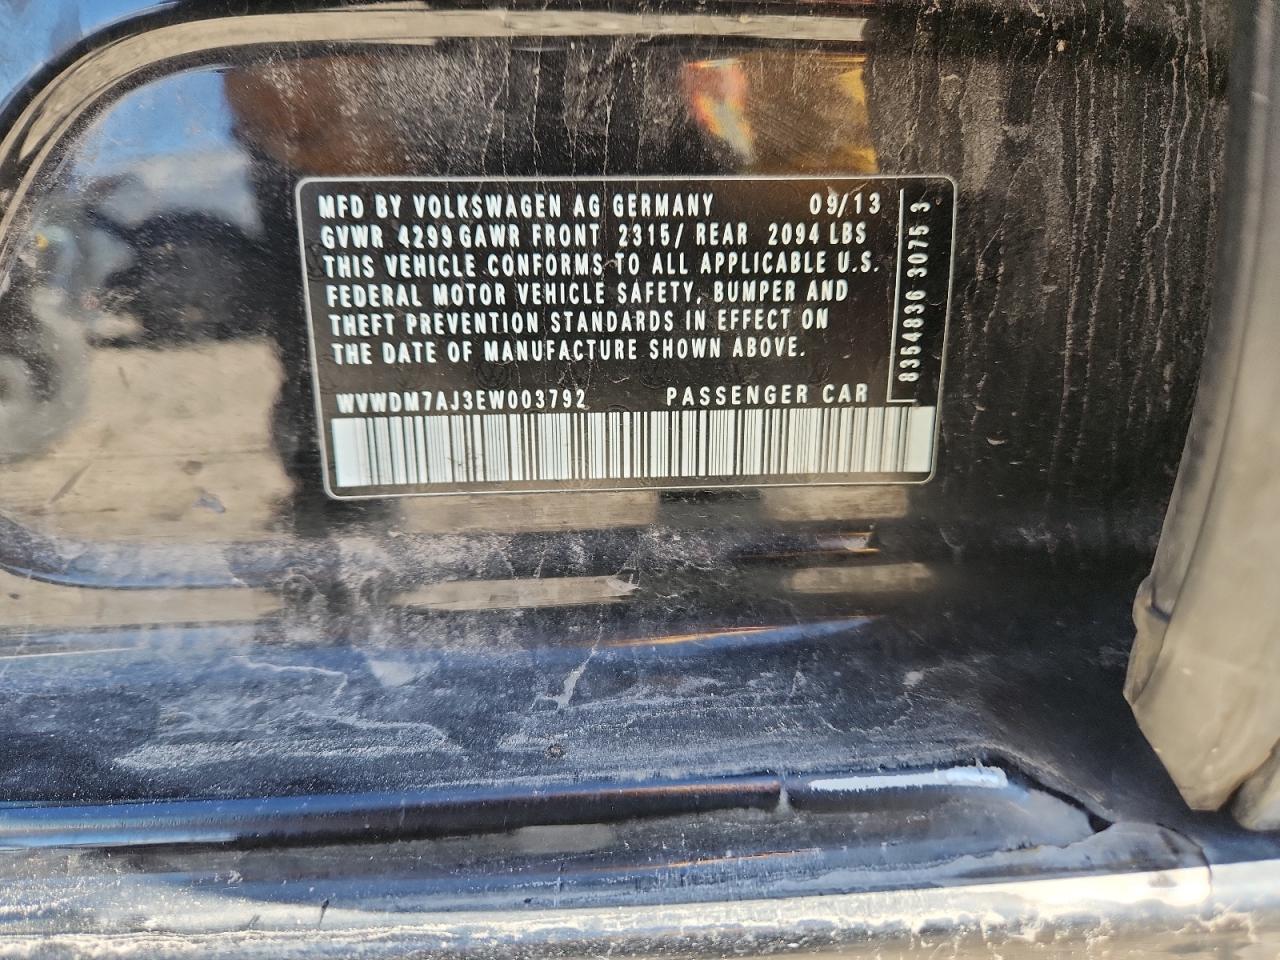 MFD BY VOLKSWAGEN AG GERMANY 09/13
GVWR 4299 GAWR FRONT 2315/ REAR 2094 LBS
THIS VEHICLE CONFORMS TO ALL APPLICABLE U.S.
FEDERAL MOTOR VEHICLE SAFETY, BUMPER AND
THEFT PREVENTION STANDARDS IN EFFECT ON
THE DATE OF MANUFACTURE SHOWN ABOVE.
WVWDM7AJ3EW003792 PASSENGER CAR
8354836 3075 3